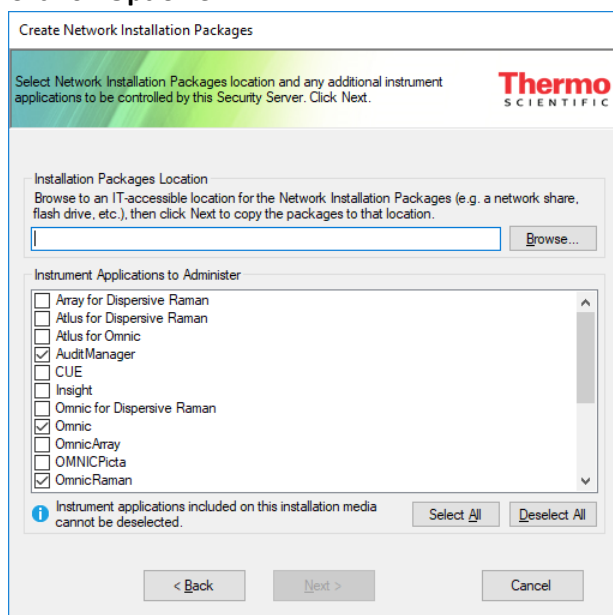 Create Network Installation Packages
Select Network Installation Packages location and any additional instrument
applications to be controlled by this Security Server. Click Next.
Thermo
SCIENTIFIC
Installation Packages Location
Browse to an IT-accessible location for the Network Installation Packages (e.g. a network share,
flash drive, etc.), then click Next to copy the packages to that location.
Browse...
Instrument Applications to Administer
Array for Dispersive Raman
Atlus for Dispersive Raman
Atlus for Omnic
AuditManager
CUE
Insight
Omnic for Dispersive Raman
Omnic
OmnicArray
OMNICPicta
OmnicRaman
Instrument applications included on this installation media
cannot be deselected.
Select All
Deselect All
< Back
Next >
Cancel